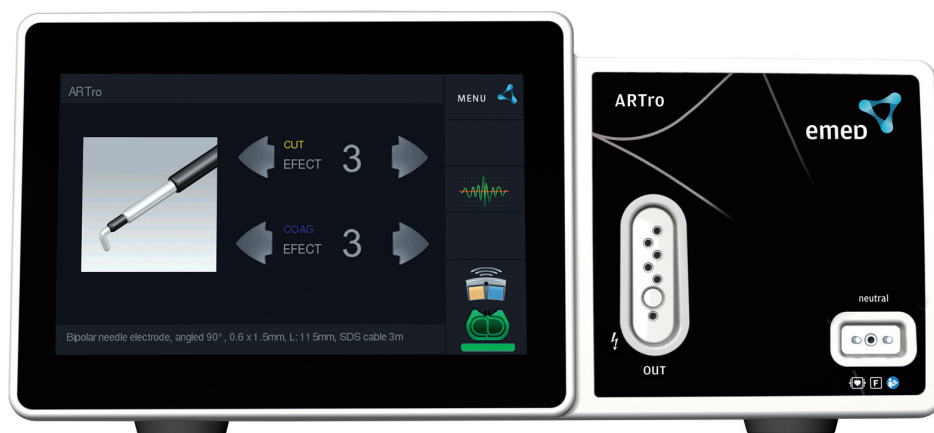 ARTro
MENU
CUT
EFECT
3
COAG
EFECT
3
Bipolar needle electrode, angled 90°, 0.6 x 1.5mm, L: 115mm, SDS cable 3m
ARTro
emed
OUT
neutral
F